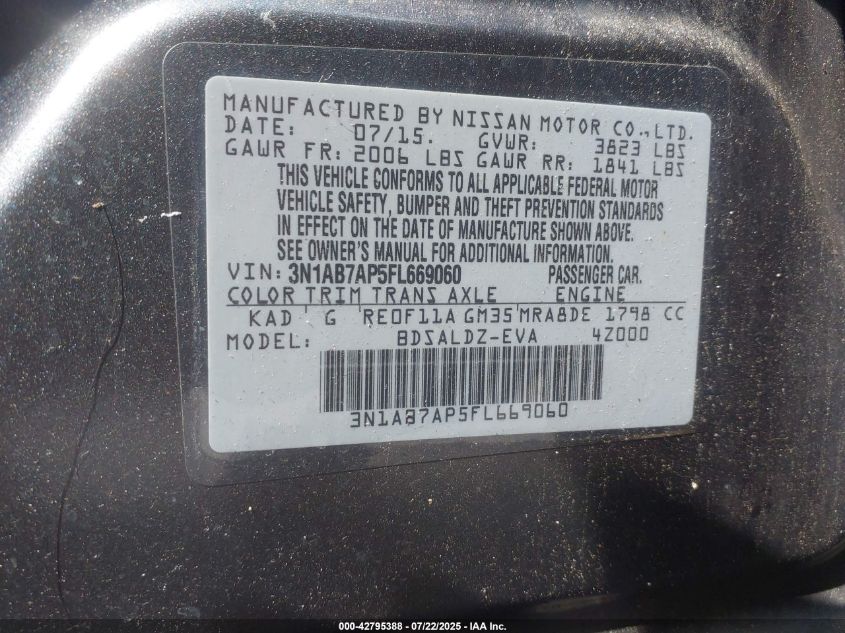 MANUFACTURED BY NISSAN MOTOR CO., LTD.
DATE: 07/15. GVWR: 3823 LBS
GAWR FR: 2006 LBS GAWR RR: 1841 LBS
THIS VEHICLE CONFORMS TO ALL APPLICABLE FEDERAL MOTOR
VEHICLE SAFETY, BUMPER AND THEFT PREVENTION STANDARDS
IN EFFECT ON THE DATE OF MANUFACTURE SHOWN ABOVE.
SEE OWNER'S MANUAL FOR ADDITIONAL INFORMATION.
VIN: 3N1AB7AP5FL669060 PASSENGER CAR.
COLOR TRIM TRANS AXLE ENGINE
KAD G RE0F11A GM35 MRA8DE 1798 CC
MODEL: BDSALDZ-EVA 4Z000
3N1AB7AP5FL669060
000-42795388 - 07/22/2025 - IAA Inc.